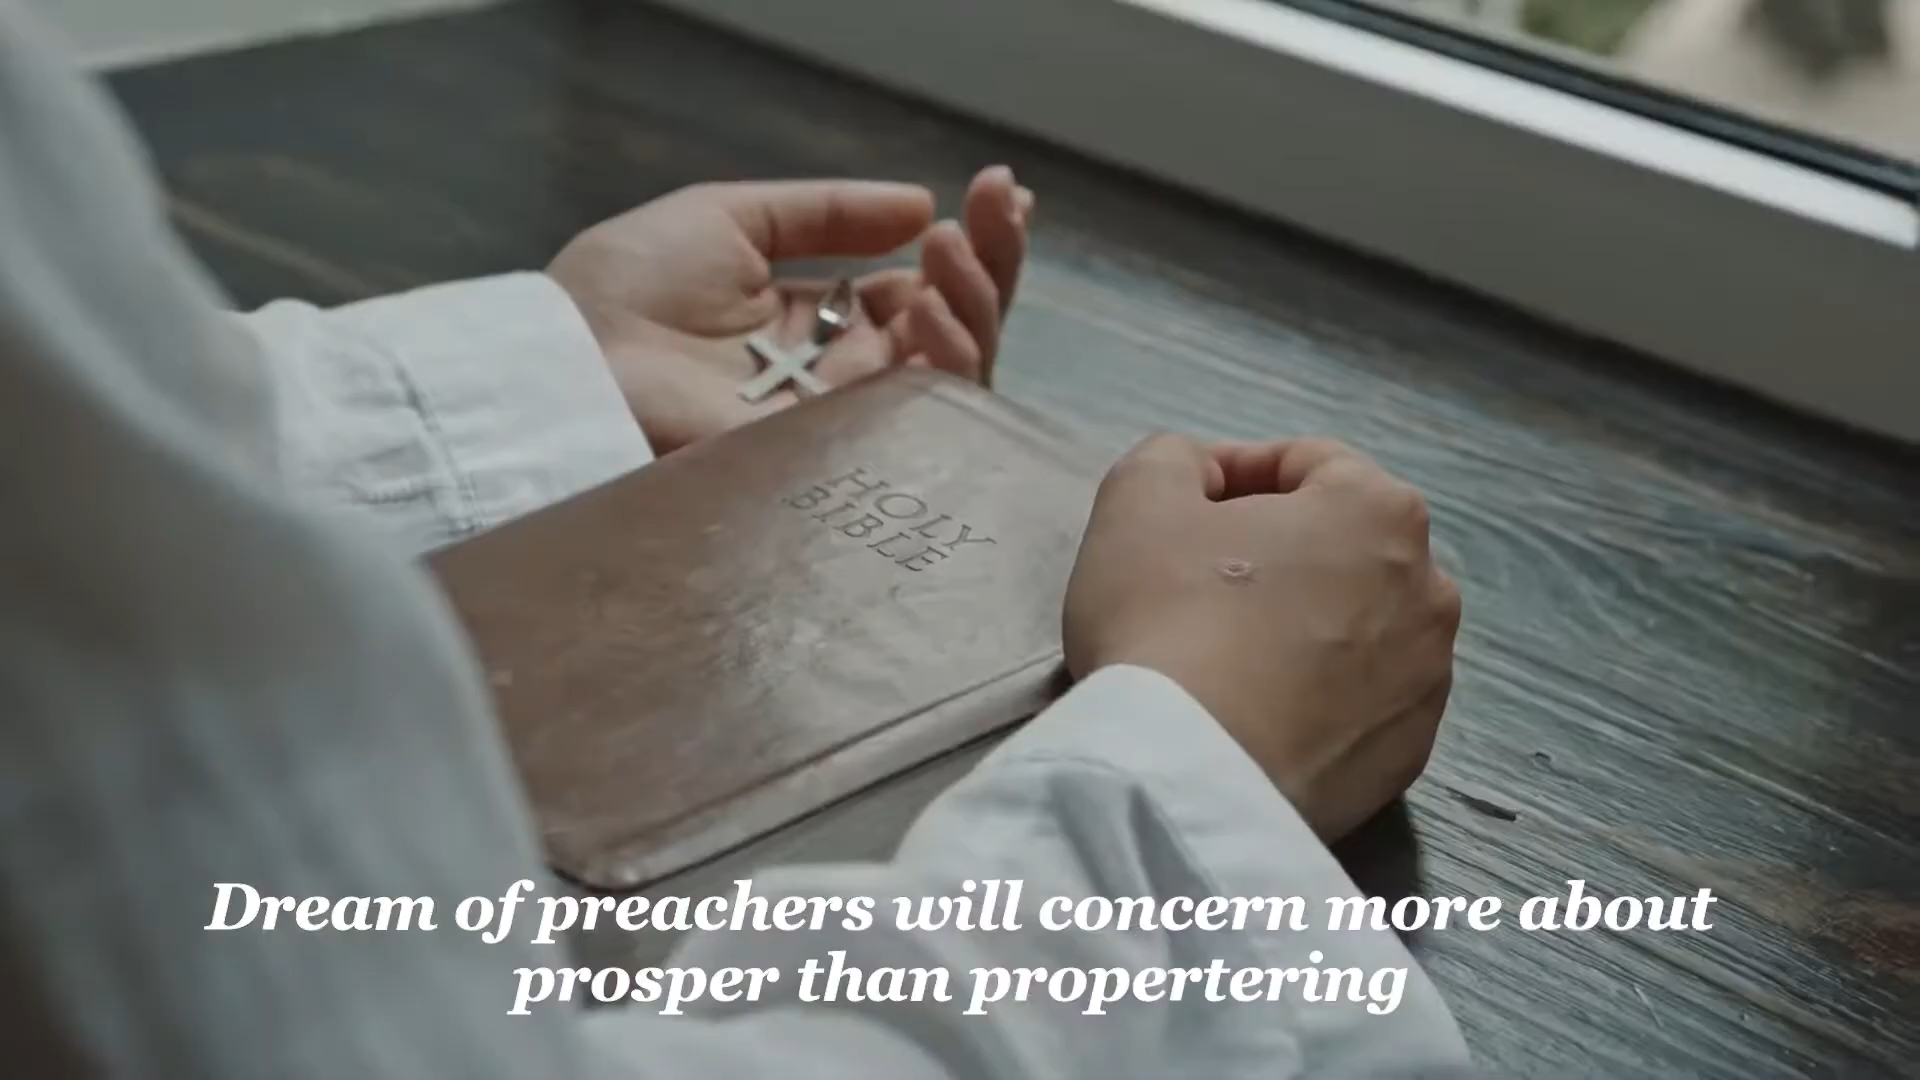 HOLY
BIBLE
Dream of preachers will concern more about
prosper than propertering